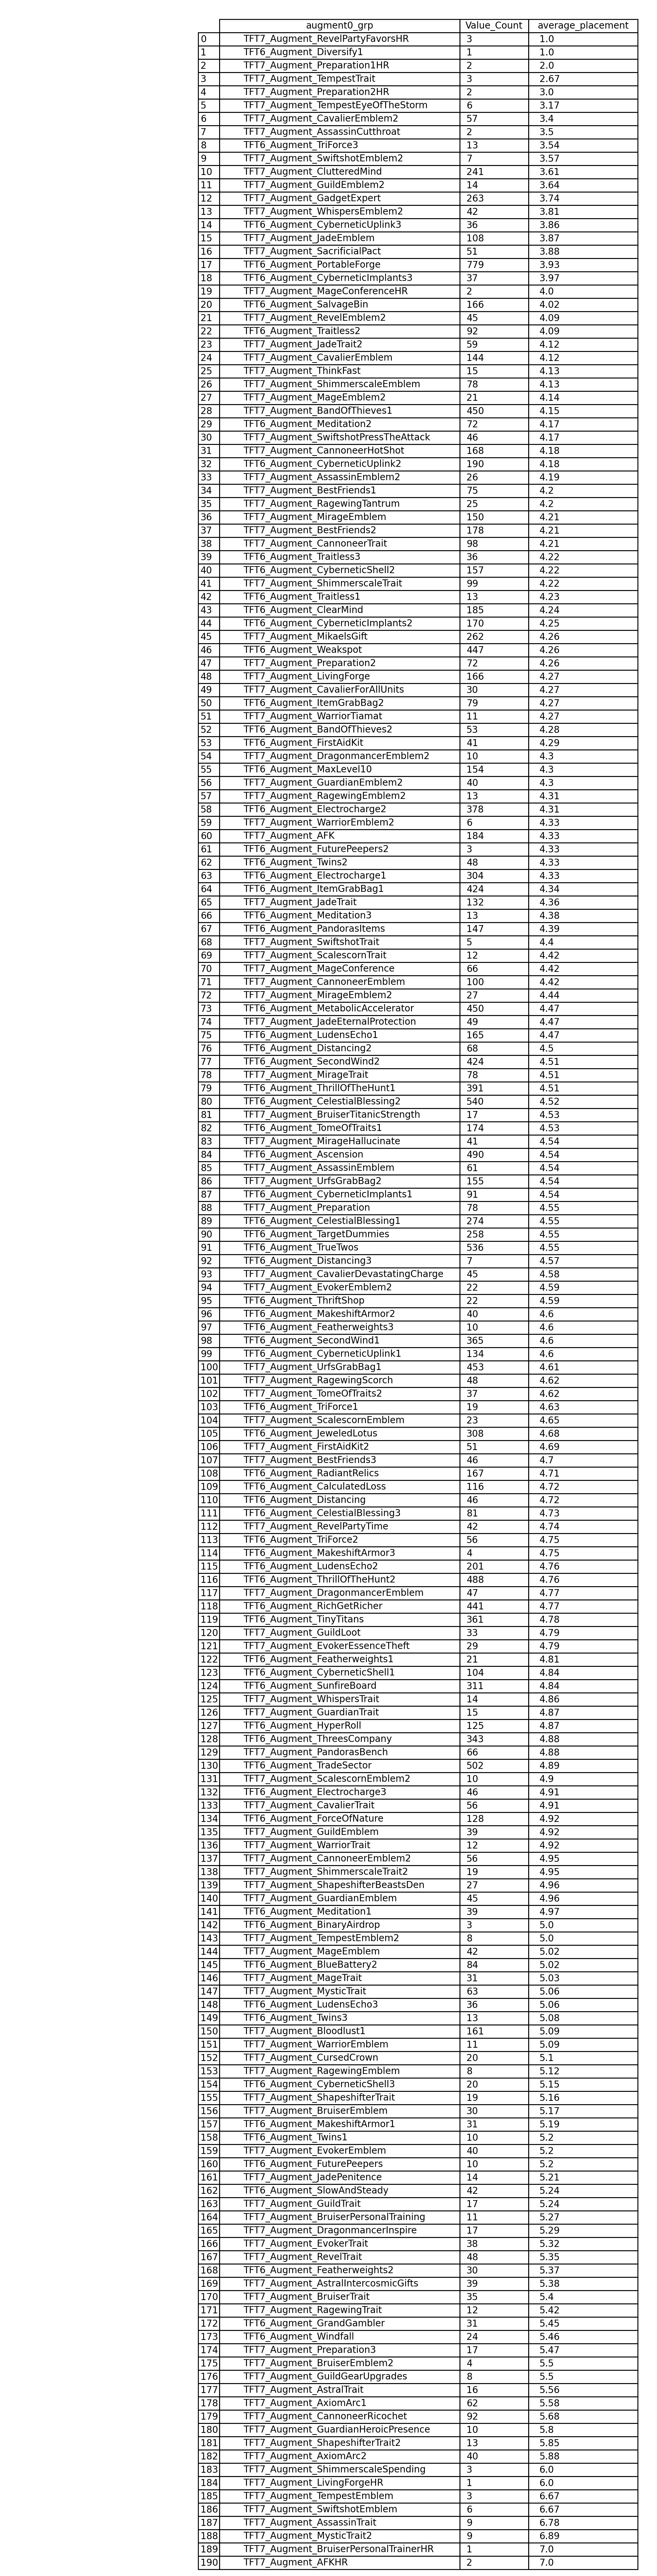 augment0_grp Value_Count average_placement
0 TFT7_Augment_RevelPartyFavorsHR 3 1.0
1 TFT6_Augment_Diversify1 1 1.0
2 TFT7_Augment_Preparation1HR 2 2.0
3 TFT7_Augment_TempestTrait 3 2.67
4 TFT7_Augment_Preparation2HR 2 3.0
5 TFT7_Augment_TempestEyeOfTheStorm 6 3.17
6 TFT7_Augment_CavalierEmblem2 57 3.4
7 TFT7_Augment_AssassinCutthroat 2 3.5
8 TFT6_Augment_TriForce3 13 3.54
9 TFT7_Augment_SwiftshotEmblem2 7 3.57
10 TFT7_Augment_ClutteredMind 241 3.61
11 TFT7_Augment_GuildEmblem2 14 3.64
12 TFT7_Augment_GadgetExpert 263 3.74
13 TFT7_Augment_WhispersEmblem2 42 3.81
14 TFT6_Augment_CyberneticUplink3 36 3.86
15 TFT7_Augment_JadeEmblem 108 3.87
16 TFT7_Augment_SacrificialPact 51 3.88
17 TFT6_Augment_PortableForge 779 3.93
18 TFT6_Augment_CyberneticImplants3 37 3.97
19 TFT7_Augment_MageConferenceHR 2 4.0
20 TFT6_Augment_SalvageBin 166 4.02
21 TFT7_Augment_RevelEmblem2 45 4.09
22 TFT6_Augment_Traitless2 92 4.09
23 TFT7_Augment_JadeTrait2 59 4.12
24 TFT7_Augment_CavalierEmblem 144 4.12
25 TFT7_Augment_ThinkFast 15 4.13
26 TFT7_Augment_ShimmerscaleEmblem 78 4.13
27 TFT7_Augment_MageEmblem2 21 4.14
28 TFT7_Augment_BandOfThieves1 450 4.15
29 TFT6_Augment_Meditation2 72 4.17
30 TFT7_Augment_SwiftshotPressTheAttack 46 4.17
31 TFT7_Augment_CannoneerHotShot 168 4.18
32 TFT6_Augment_CyberneticUplink2 190 4.18
33 TFT7_Augment_AssassinEmblem2 26 4.19
34 TFT7_Augment_BestFriends1 75 4.2
35 TFT7_Augment_RagewingTantrum 25 4.2
36 TFT7_Augment_MirageEmblem 150 4.21
37 TFT7_Augment_BestFriends2 178 4.21
38 TFT7_Augment_CannoneerTrait 98 4.21
39 TFT6_Augment_Traitless3 36 4.22
40 TFT6_Augment_CyberneticShell2 157 4.22
41 TFT7_Augment_ShimmerscaleTrait 99 4.22
42 TFT6_Augment_Traitless1 13 4.23
43 TFT6_Augment_ClearMind 185 4.24
44 TFT6_Augment_CyberneticImplants2 170 4.25
45 TFT7_Augment_MikaelsGift 262 4.26
46 TFT6_Augment_Weakspot 447 4.26
47 TFT7_Augment_Preparation2 72 4.26
48 TFT7_Augment_LivingForge 166 4.27
49 TFT7_Augment_CavalierForAllUnits 30 4.27
50 TFT6_Augment_ItemGrabBag2 79 4.27
51 TFT7_Augment_WarriorTiamat 11 4.27
52 TFT6_Augment_BandOfThieves2 53 4.28
53 TFT6_Augment_FirstAidKit 41 4.29
54 TFT7_Augment_DragonmancerEmblem2 10 4.3
55 TFT6_Augment_MaxLevel10 154 4.3
56 TFT7_Augment_GuardianEmblem2 40 4.3
57 TFT7_Augment_RagewingEmblem2 13 4.31
58 TFT6_Augment_Electrocharge2 378 4.31
59 TFT7_Augment_WarriorEmblem2 6 4.33
60 TFT7_Augment_AFK 184 4.33
61 TFT6_Augment_FuturePeepers2 3 4.33
62 TFT6_Augment_Twins2 48 4.33
63 TFT6_Augment_Electrocharge1 304 4.33
64 TFT6_Augment_ItemGrabBag1 424 4.34
65 TFT7_Augment_JadeTrait 132 4.36
66 TFT6_Augment_Meditation3 13 4.38
67 TFT6_Augment_PandorasItems 147 4.39
68 TFT7_Augment_SwiftshotTrait 5 4.4
69 TFT7_Augment_ScalescornTrait 12 4.42
70 TFT7_Augment_MageConference 66 4.42
71 TFT7_Augment_CannoneerEmblem 100 4.42
72 TFT7_Augment_MirageEmblem2 27 4.44
73 TFT6_Augment_MetabolicAccelerator 450 4.47
74 TFT7_Augment_JadeEternalProtection 49 4.47
75 TFT6_Augment_LudensEcho1 165 4.47
76 TFT6_Augment_Distancing2 68 4.5
77 TFT6_Augment_SecondWind2 424 4.51
78 TFT7_Augment_MirageTrait 78 4.51
79 TFT6_Augment_ThrillOfTheHunt1 391 4.51
80 TFT6_Augment_CelestialBlessing2 540 4.52
81 TFT7_Augment_BruiserTitanicStrength 17 4.53
82 TFT6_Augment_TomeOfTraits1 174 4.53
83 TFT7_Augment_MirageHallucinate 41 4.54
84 TFT6_Augment_Ascension 490 4.54
85 TFT7_Augment_AssassinEmblem 61 4.54
86 TFT7_Augment_UrfsGrabBag2 155 4.54
87 TFT6_Augment_CyberneticImplants1 91 4.54
88 TFT7_Augment_Preparation 78 4.55
89 TFT6_Augment_CelestialBlessing1 274 4.55
90 TFT6_Augment_TargetDummies 258 4.55
91 TFT6_Augment_TrueTwos 536 4.55
92 TFT6_Augment_Distancing3 7 4.57
93 TFT7_Augment_CavalierDevastatingCharge 45 4.58
94 TFT7_Augment_EvokerEmblem2 22 4.59
95 TFT6_Augment_ThriftShop 22 4.59
96 TFT6_Augment_MakeshiftArmor2 40 4.6
97 TFT6_Augment_Featherweights3 10 4.6
98 TFT6_Augment_SecondWind1 365 4.6
99 TFT6_Augment_CyberneticUplink1 134 4.6
100 TFT7_Augment_UrfsGrabBag1 453 4.61
101 TFT7_Augment_RagewingScorch 48 4.62
102 TFT7_Augment_TomeOfTraits2 37 4.62
103 TFT6_Augment_TriForce1 19 4.63
104 TFT7_Augment_ScalescornEmblem 23 4.65
105 TFT6_Augment_JeweledLotus 308 4.68
106 TFT7_Augment_FirstAidKit2 51 4.69
107 TFT7_Augment_BestFriends3 46 4.7
108 TFT6_Augment_RadiantRelics 167 4.71
109 TFT6_Augment_CalculatedLoss 116 4.72
110 TFT6_Augment_Distancing 46 4.72
111 TFT6_Augment_CelestialBlessing3 81 4.73
112 TFT7_Augment_RevelPartyTime 42 4.74
113 TFT6_Augment_TriForce2 56 4.75
114 TFT6_Augment_MakeshiftArmor3 4 4.75
115 TFT6_Augment_LudensEcho2 201 4.76
116 TFT6_Augment_ThrillOfTheHunt2 488 4.76
117 TFT7_Augment_DragonmancerEmblem 47 4.77
118 TFT6_Augment_RichGetRicher 441 4.77
119 TFT6_Augment_TinyTitans 361 4.78
120 TFT7_Augment_GuildLoot 33 4.79
121 TFT7_Augment_EvokerEssenceTheft 29 4.79
122 TFT6_Augment_Featherweights1 21 4.81
123 TFT6_Augment_CyberneticShell1 104 4.84
124 TFT6_Augment_SunfireBoard 311 4.84
125 TFT7_Augment_WhispersTrait 14 4.86
126 TFT7_Augment_GuardianTrait 15 4.87
127 TFT6_Augment_HyperRoll 125 4.87
128 TFT6_Augment_ThreesCompany 343 4.88
129 TFT7_Augment_PandorasBench 66 4.88
130 TFT6_Augment_TradeSector 502 4.89
131 TFT7_Augment_ScalescornEmblem2 10 4.9
132 TFT6_Augment_Electrocharge3 46 4.91
133 TFT7_Augment_CavalierTrait 56 4.91
134 TFT6_Augment_ForceOfNature 128 4.92
135 TFT7_Augment_GuildEmblem 39 4.92
136 TFT7_Augment_WarriorTrait 12 4.92
137 TFT7_Augment_CannoneerEmblem2 56 4.95
138 TFT7_Augment_ShimmerscaleTrait2 19 4.96
139 TFT7_Augment_ShapeshifterBeastsDen 27 4.96
140 TFT7_Augment_GuardianEmblem 45 4.96
141 TFT6_Augment_Meditation1 39 4.97
142 TFT6_Augment_BinaryAirdrop 3 5.0
143 TFT7_Augment_TempestEmblem2 8 5.0
144 TFT7_Augment_MageEmblem 42 5.02
145 TFT6_Augment_BlueBattery2 84 5.02
146 TFT7_Augment_MageTrait 31 5.03
147 TFT7_Augment_MysticTrait 63 5.06
148 TFT6_Augment_LudensEcho3 36 5.06
149 TFT6_Augment_Twins3 13 5.08
150 TFT7_Augment_Bloodlust1 161 5.09
151 TFT7_Augment_WarriorEmblem 11 5.09
152 TFT7_Augment_CursedCrown 20 5.1
153 TFT7_Augment_RagewingEmblem 8 5.12
154 TFT6_Augment_CyberneticShell3 20 5.15
155 TFT7_Augment_ShapeshifterTrait 19 5.16
156 TFT7_Augment_BruiserEmblem 30 5.17
157 TFT6_Augment_MakeshiftArmor1 31 5.19
158 TFT6_Augment_Twins1 10 5.2
159 TFT7_Augment_EvokerEmblem 40 5.2
160 TFT6_Augment_FuturePeepers 10 5.2
161 TFT7_Augment_JadePenitence 14 5.21
162 TFT6_Augment_SlowAndSteady 42 5.24
163 TFT7_Augment_GuildTrait 17 5.24
164 TFT7_Augment_BruiserPersonalTraining 11 5.27
165 TFT7_Augment_DragonmancerInspire 17 5.29
166 TFT7_Augment_EvokerTrait 38 5.32
167 TFT7_Augment_RevelTrait 48 5.35
168 TFT6_Augment_Featherweights2 30 5.37
169 TFT7_Augment_AstralIntercosmicGifts 39 5.38
170 TFT7_Augment_BruiserTrait 35 5.4
171 TFT7_Augment_RagewingTrait 12 5.42
172 TFT6_Augment_GrandGambler 31 5.45
173 TFT6_Augment_Windfall 24 5.46
174 TFT7_Augment_Preparation3 17 5.47
175 TFT7_Augment_BruiserEmblem2 4 5.5
176 TFT7_Augment_GuildGearUpgrades 8 5.5
177 TFT7_Augment_AstralTrait 16 5.56
178 TFT7_Augment_AxiomArc1 62 5.58
179 TFT7_Augment_CannoneerRicochet 92 5.68
180 TFT7_Augment_GuardianHeroicPresence 10 5.8
181 TFT7_Augment_ShapeshifterTrait2 13 5.85
182 TFT7_Augment_AxiomArc2 40 5.88
183 TFT7_Augment_ShimmerscaleSpending 3 6.0
184 TFT7_Augment_LivingForgeHR 1 6.0
185 TFT7_Augment_TempestEmblem 3 6.67
186 TFT7_Augment_SwiftshotEmblem 6 6.67
187 TFT7_Augment_AssassinTrait 9 6.78
188 TFT7_Augment_MysticTrait2 9 6.89
189 TFT7_Augment_BruiserPersonalTrainerHR 1 7.0
190 TFT7_Augment_AFKHR 2 7.0